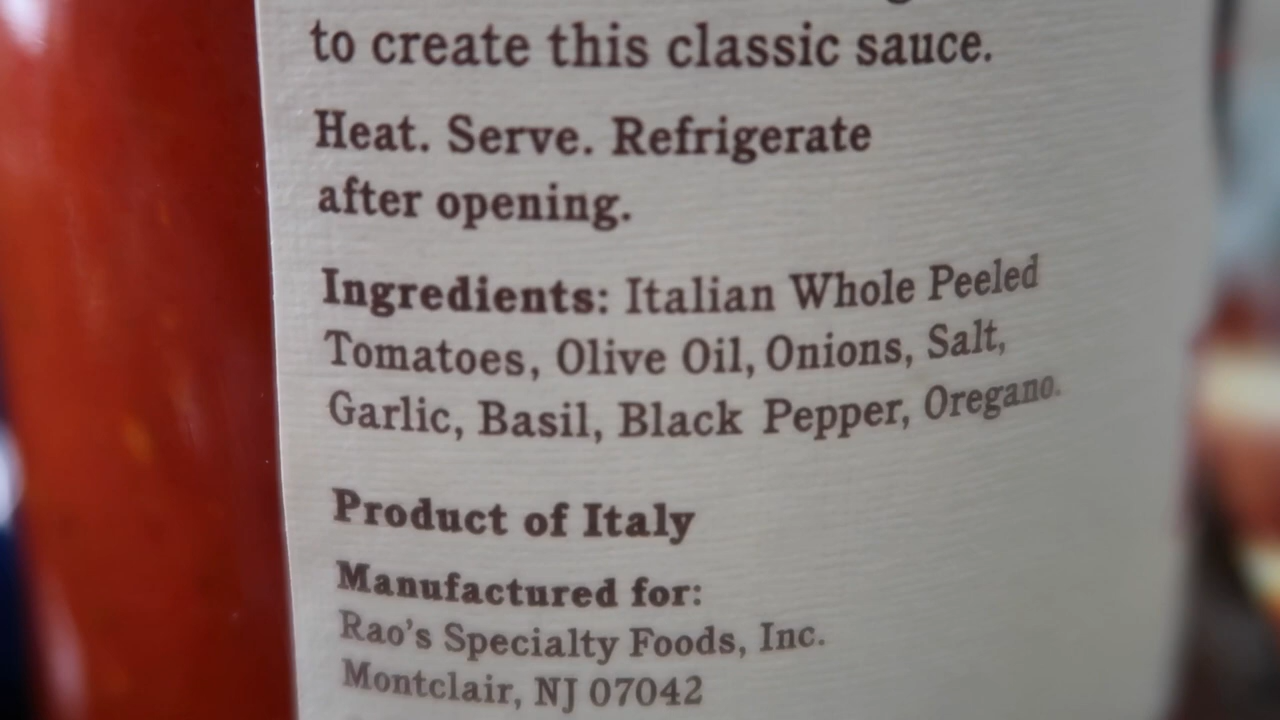 to create this classic sauce.
Heat. Serve. Refrigerate
after opening.
Ingredients: Italian Whole Peeled
Tomatoes, Olive Oil, Onions, Salt,
Garlic, Basil, Black Pepper, Oregano.
Product of Italy
Manufactured for:
Rao's Specialty Foods, Inc.
Montclair, NJ 07042